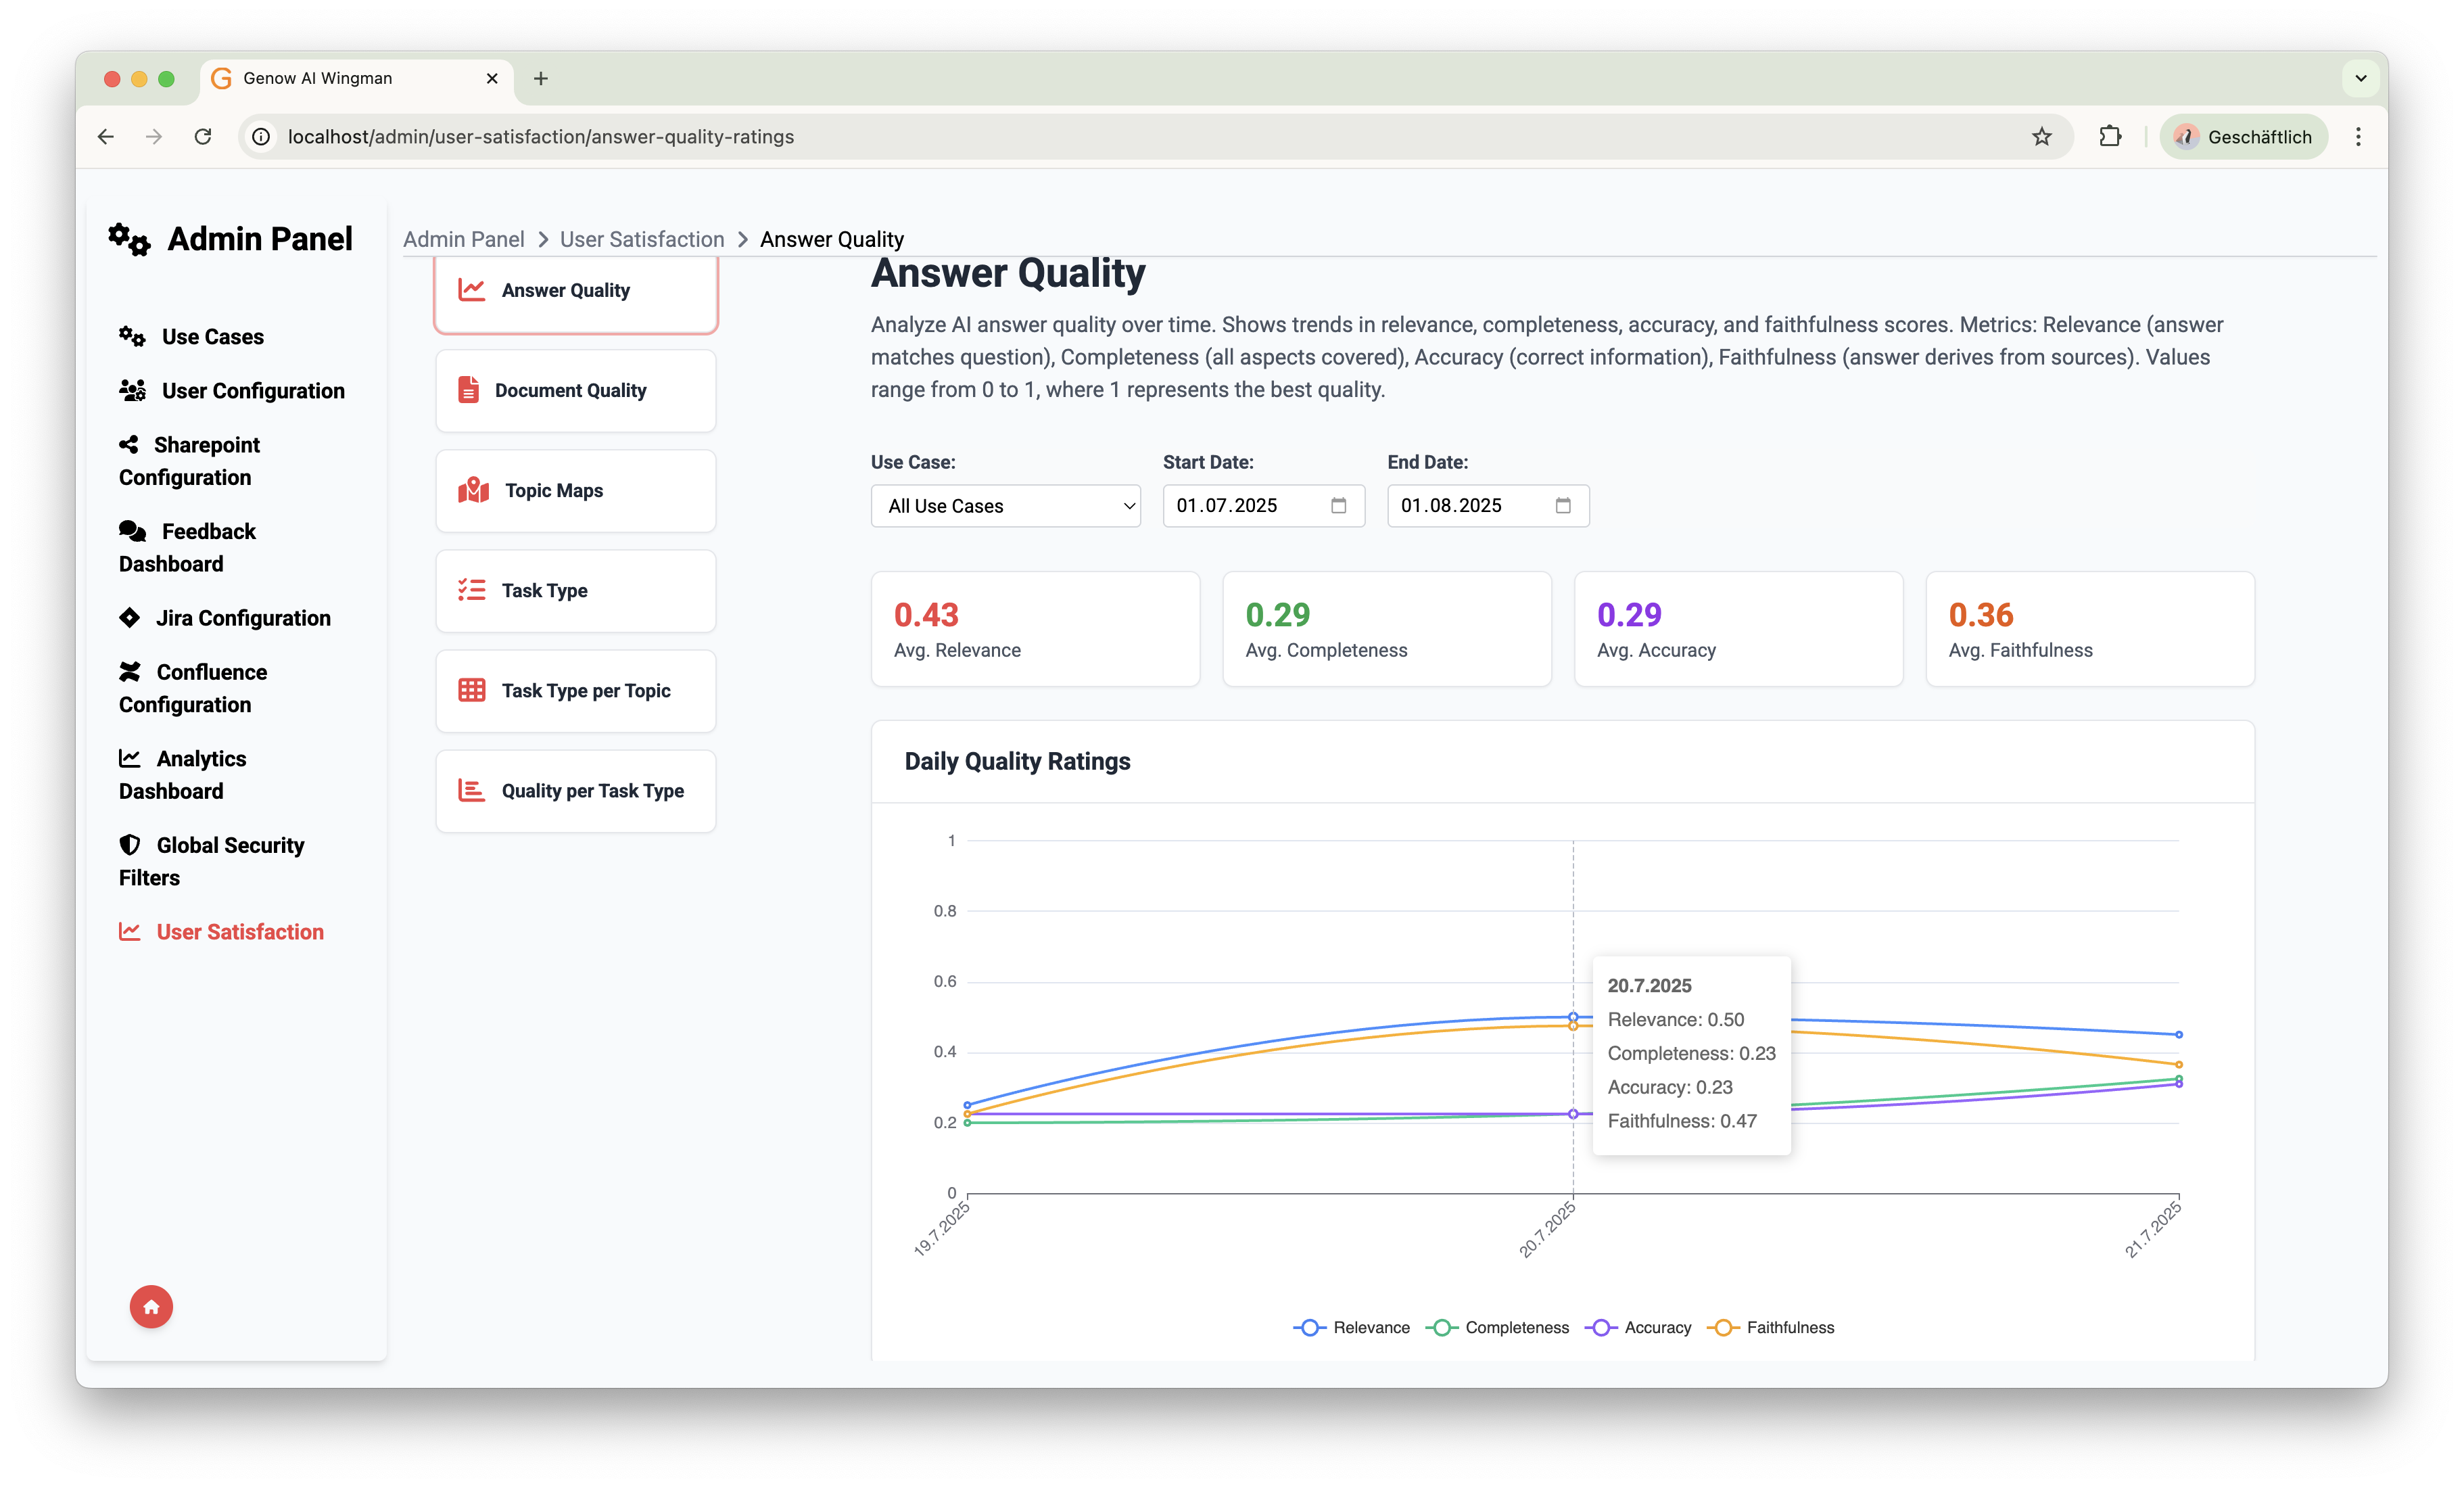 Genow AI Wingman
localhost/admin/user-satisfaction/answer-quality-ratings
Geschäftlich
Admin Panel
Use Cases
User Configuration
Sharepoint
Configuration
Feedback
Dashboard
Jira Configuration
Confluence
Configuration
Analytics
Dashboard
Global Security
Filters
User Satisfaction
Admin Panel > User Satisfaction > Answer Quality
Answer Quality
Document Quality
Topic Maps
Task Type
Task Type per Topic
Quality per Task Type
Answer Quality
Analyze AI answer quality over time. Shows trends in relevance, completeness, accuracy, and faithfulness scores. Metrics: Relevance (answer
matches question), Completeness (all aspects covered), Accuracy (correct information), Faithfulness (answer derives from sources). Values
range from 0 to 1, where 1 represents the best quality.
Use Case: Start Date: End Date:
All Use Cases 01.07.2025 01.08.2025
0.43 0.29 0.29 0.36
Avg. Relevance Avg. Completeness Avg. Accuracy Avg. Faithfulness
Daily Quality Ratings
1
0.8
0.6
0.4
0.2
0
20.7.2025
Relevance: 0.50
Completeness: 0.23
Accuracy: 0.23
Faithfulness: 0.47
19.7.2025 20.7.2025 21.7.2025
Relevance Completeness Accuracy Faithfulness